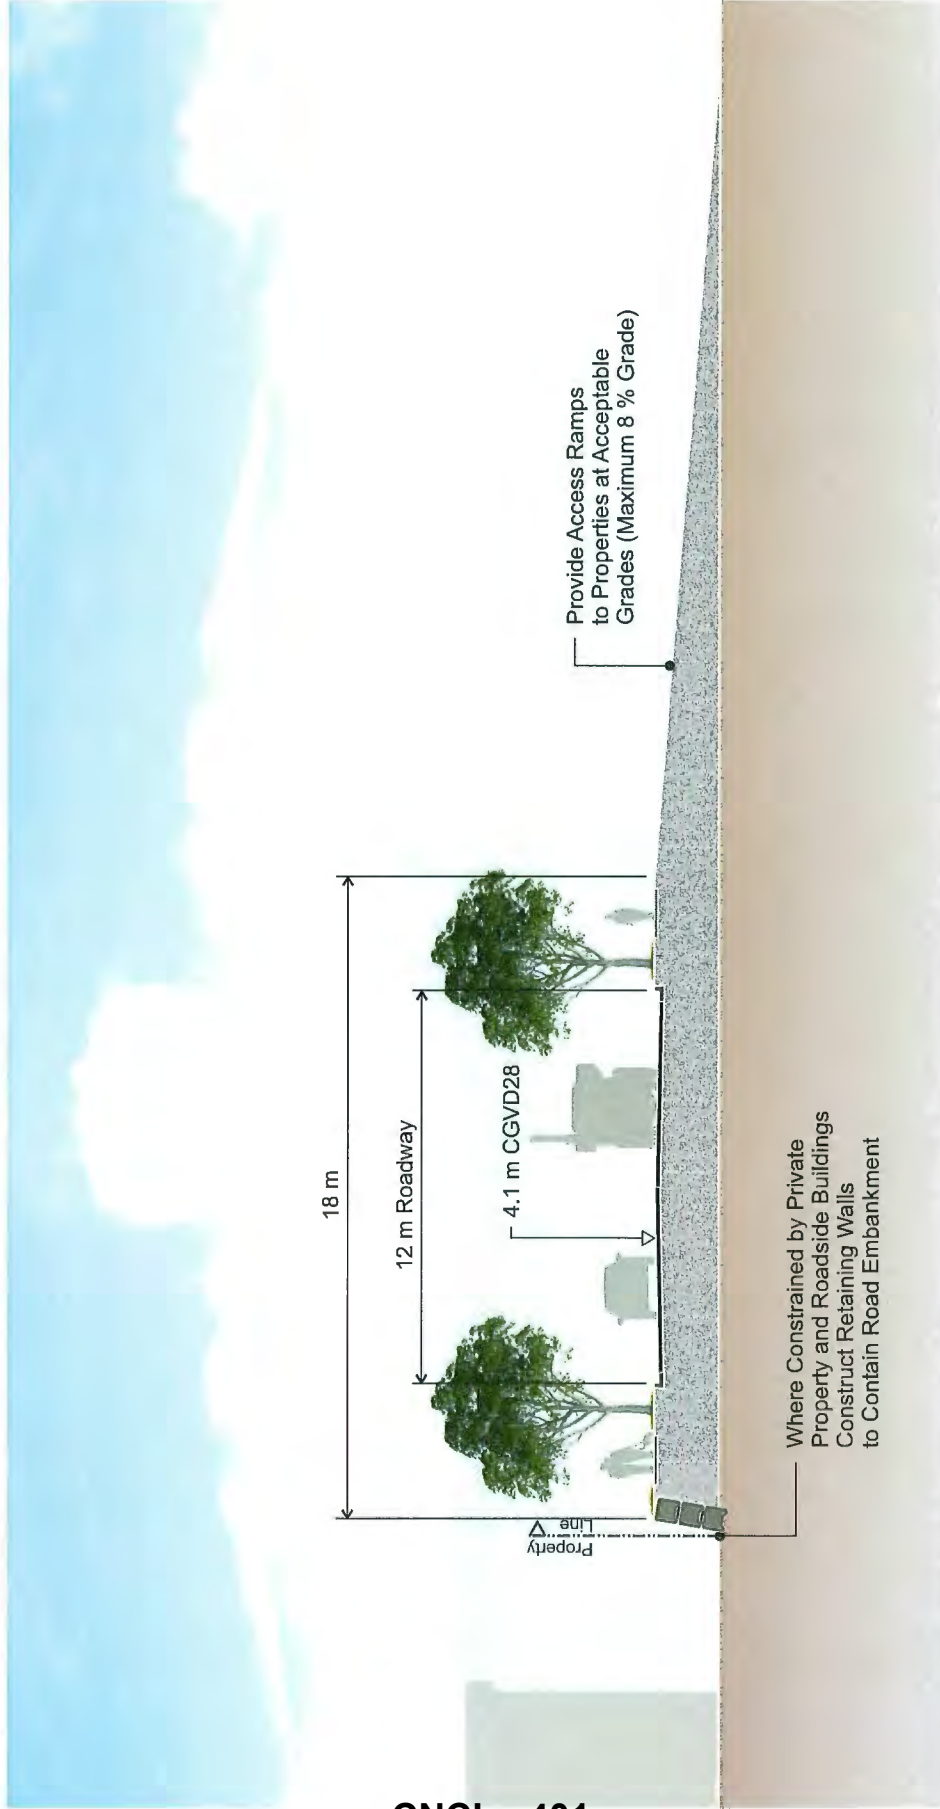 18 m
12 m Roadway
4.1 m CGVD28
Property
Line
Provide Access Ramps
to Properties at Acceptable
Grades (Maximum 8 % Grade)
Where Constrained by Private
Property and Roadside Buildings
Construct Retaining Walls
to Contain Road Embankment